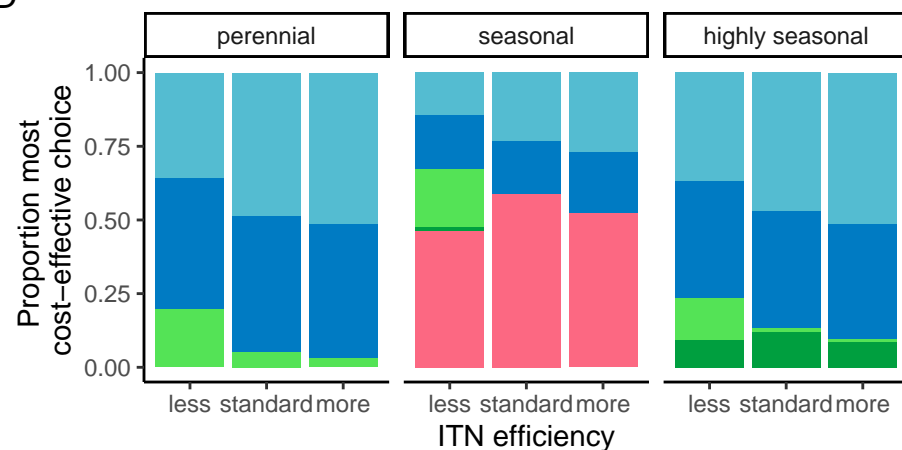 perennial seasonal highly seasonal
Proportion most
cost−effective choice
1.00
0.75
0.50
0.25
0.00
less standard more less standard more less standard more
ITN efficiency